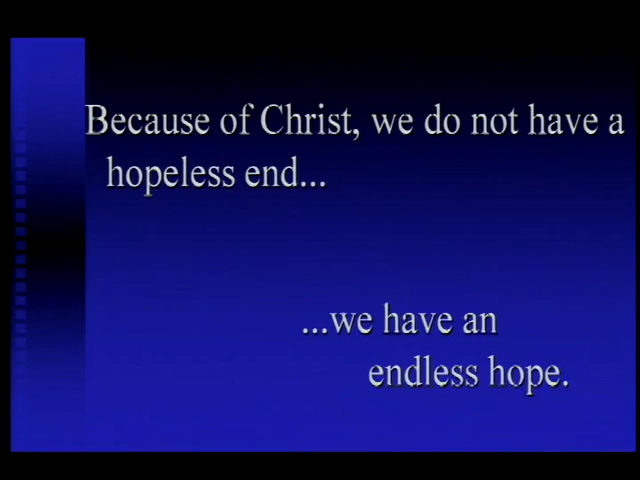 Because of Christ, we do not have a
hopeless end...
...we have an
endless hope.